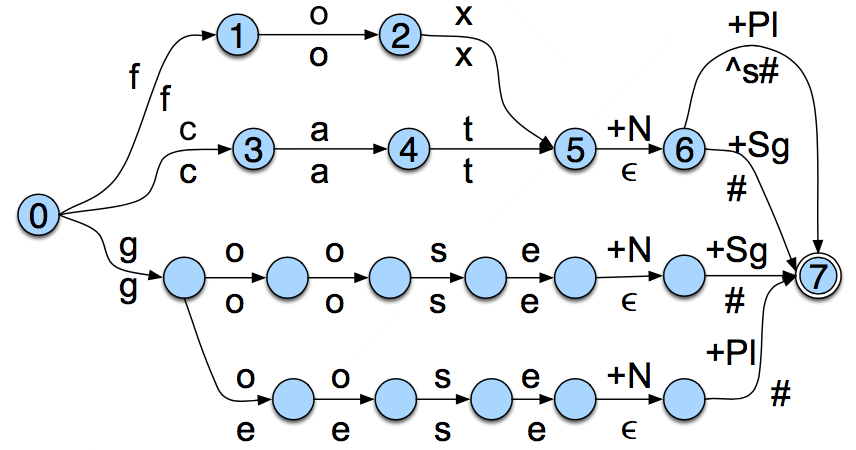 +Pl
o x
1 2
o x ^s#
f f
c a t +N +Sg
3 4 5 6
c a t ϵ #
0
g o o s e +N +Sg
7
g o o s e ϵ #
+Pl
o o s e +N
#
e e s e ϵ